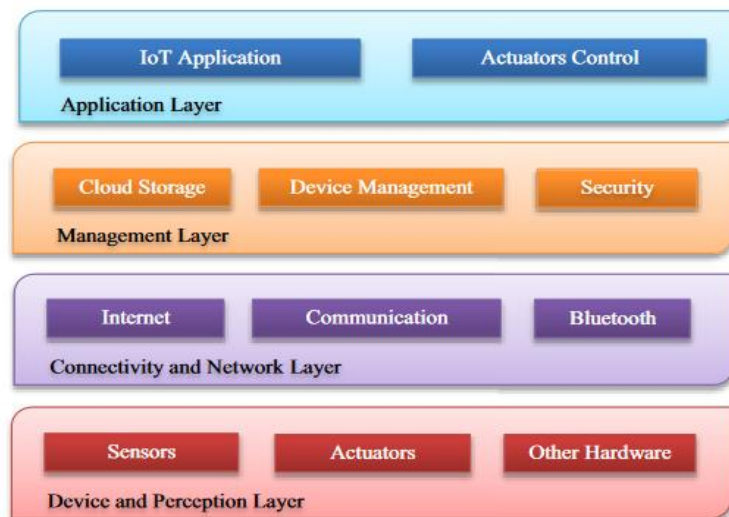 IoT Application
Actuators Control
Application Layer
Cloud Storage
Device Management
Security
Management Layer
Internet
Communication
Bluetooth
Connectivity and Network Layer
Sensors
Actuators
Other Hardware
Device and Perception Layer